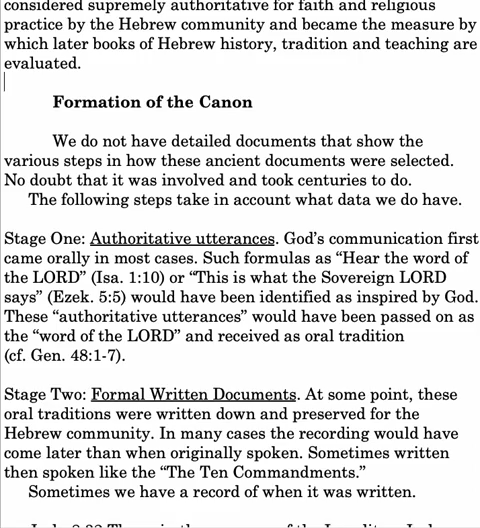 considered supremely authoritative for faith and religious
practice by the Hebrew community and became the measure by
which later books of Hebrew history, tradition and teaching are
evaluated.
Formation of the Canon
We do not have detailed documents that show the
various steps in how these ancient documents were selected.
No doubt that it was involved and took centuries to do.
The following steps take in account what data we do have.
Stage One: Authoritative utterances. God's communication first
came orally in most cases. Such formulas as “Hear the word of
the LORD” (Isa. 1:10) or “This is what the Sovereign LORD
says” (Ezek. 5:5) would have been identified as inspired by God.
These “authoritative utterances” would have been passed on as
the “word of the LORD” and received as oral tradition
(cf. Gen. 48:1-7).
Stage Two: Formal Written Documents. At some point, these
oral traditions were written down and preserved for the
Hebrew community. In many cases the recording would have
come later than when originally spoken. Sometimes written
then spoken like the “The Ten Commandments.”
Sometimes we have a record of when it was written.